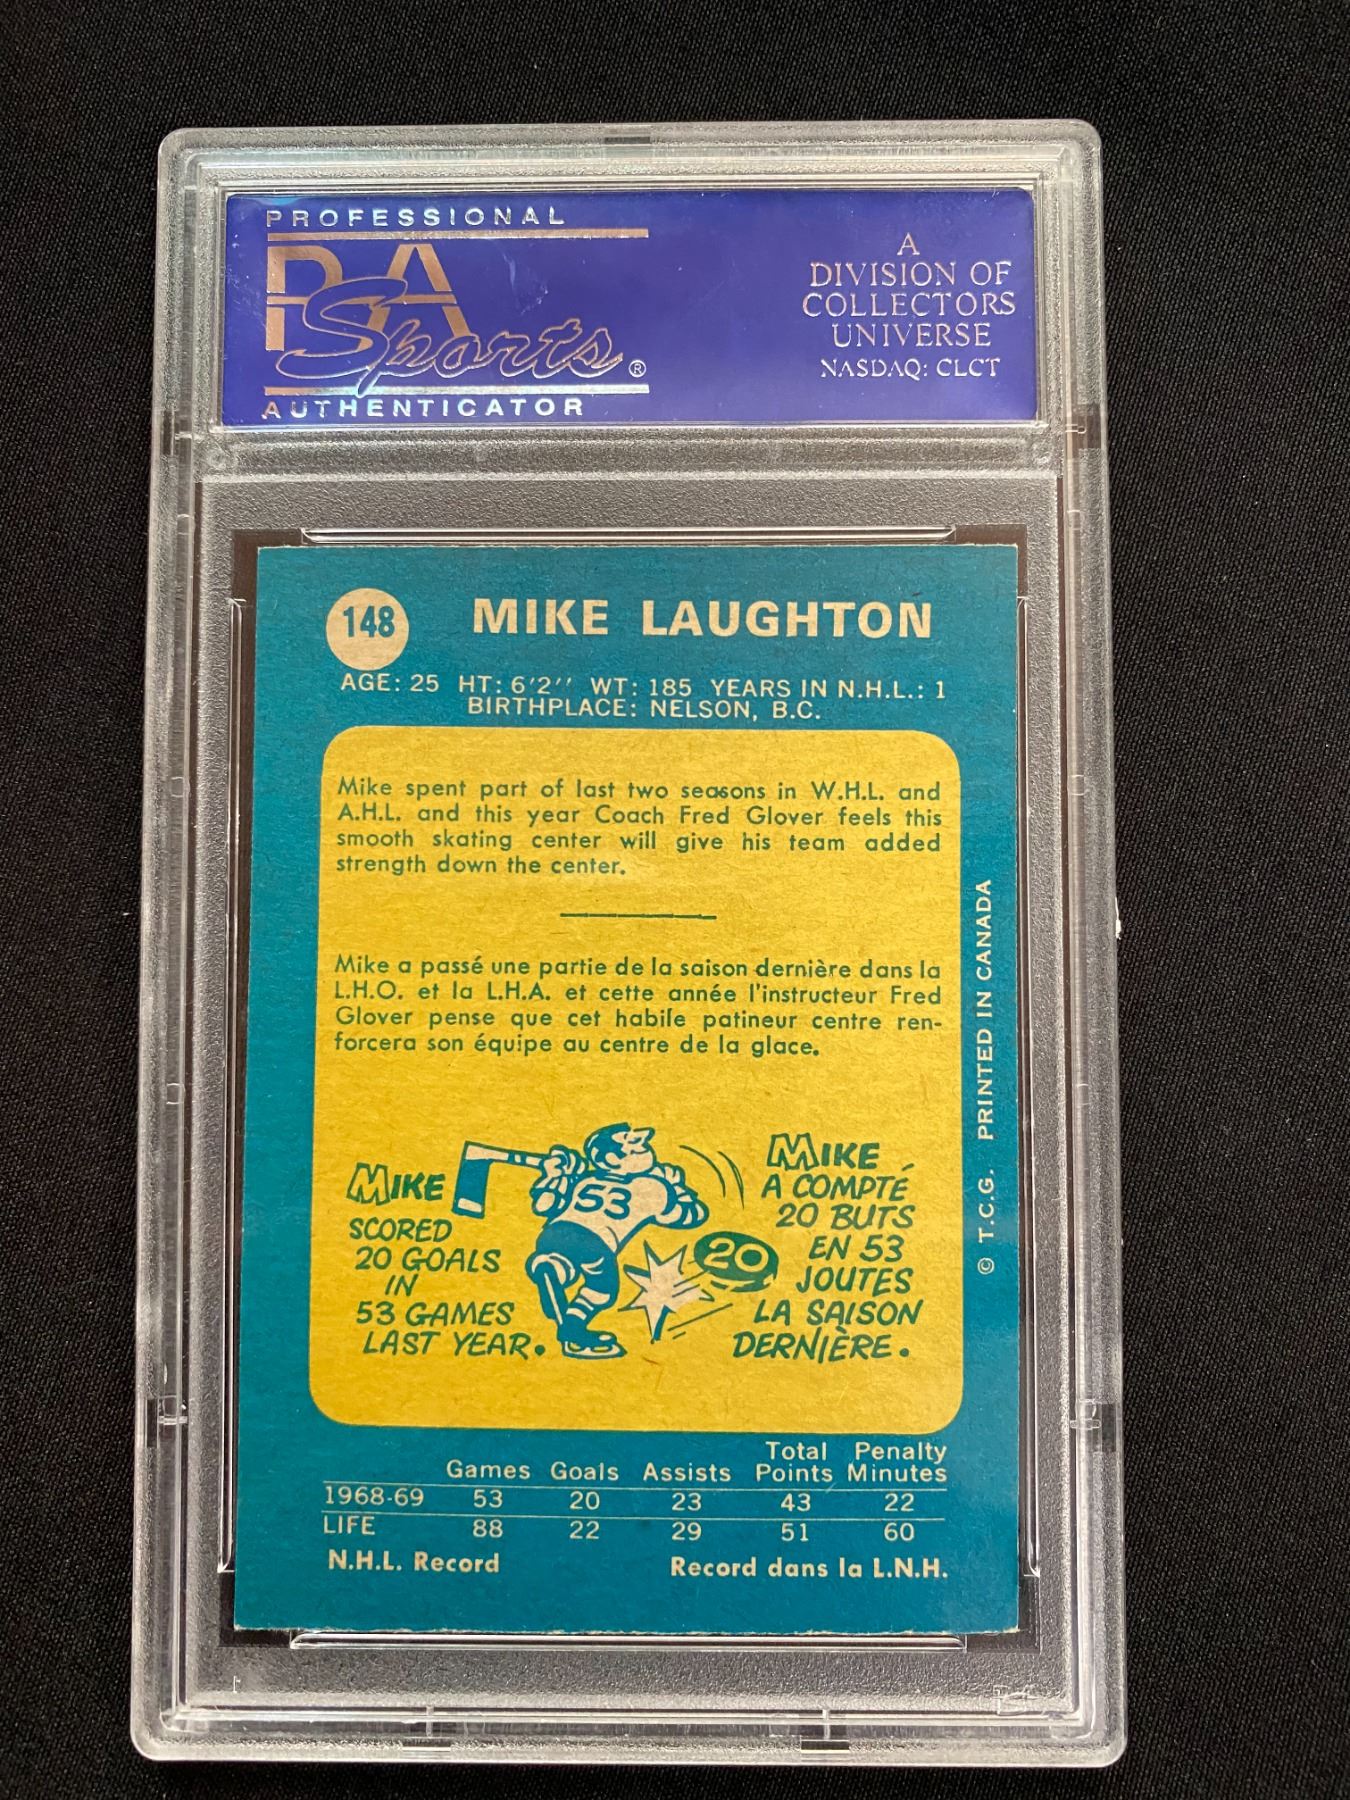 PROFESSIONAL
PSA
Sports®
AUTHENTICATOR
A
DIVISION OF
COLLECTORS
UNIVERSE
NASDAQ: CLCT
148
MIKE LAUGHTON
AGE: 25 HT: 6'2'' WT: 185 YEARS IN N.H.L.: 1
BIRTHPLACE: NELSON, B.C.
Mike spent part of last two seasons in W.H.L. and
A.H.L. and this year Coach Fred Glover feels this
smooth skating center will give his team added
strength down the center.
Mike a passé une partie de la saison dernière dans la
L.H.O. et la L.H.A. et cette année l'instructeur Fred
Glover pense que cet habile patineur centre ren-
forcera son équipe au centre de la glace.
MIKE
SCORED
20 GOALS
IN
53 GAMES
LAST YEAR.
53
20
MIKE
A COMPTÉ
20 BUTS
EN 53
JOUTES
LA SAISON
DERNIÈRE.
© T.C.G. PRINTED IN CANADA
Total Penalty
Games Goals Assists Points Minutes
1968-69 53 20 23 43 22
LIFE 88 22 29 51 60
N.H.L. Record Record dans la L.N.H.